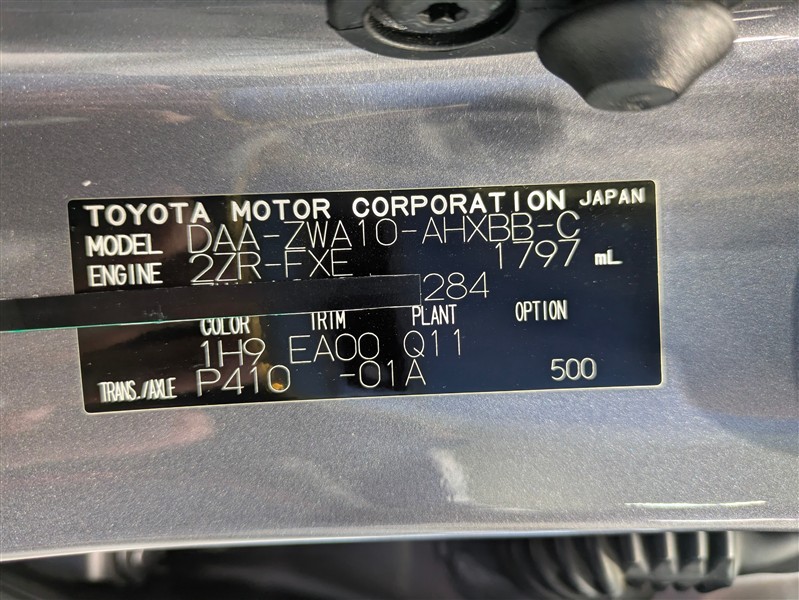 TOYOTA MOTOR CORPORATION JAPAN
MODEL DAA-ZWA10-AHXBB-C
ENGINE 2ZR-FXE 1797 mL
284
COLOR TRIM PLANT OPTION
1H9 EA00 Q11
TRANS./AXLE P410 -01A 500